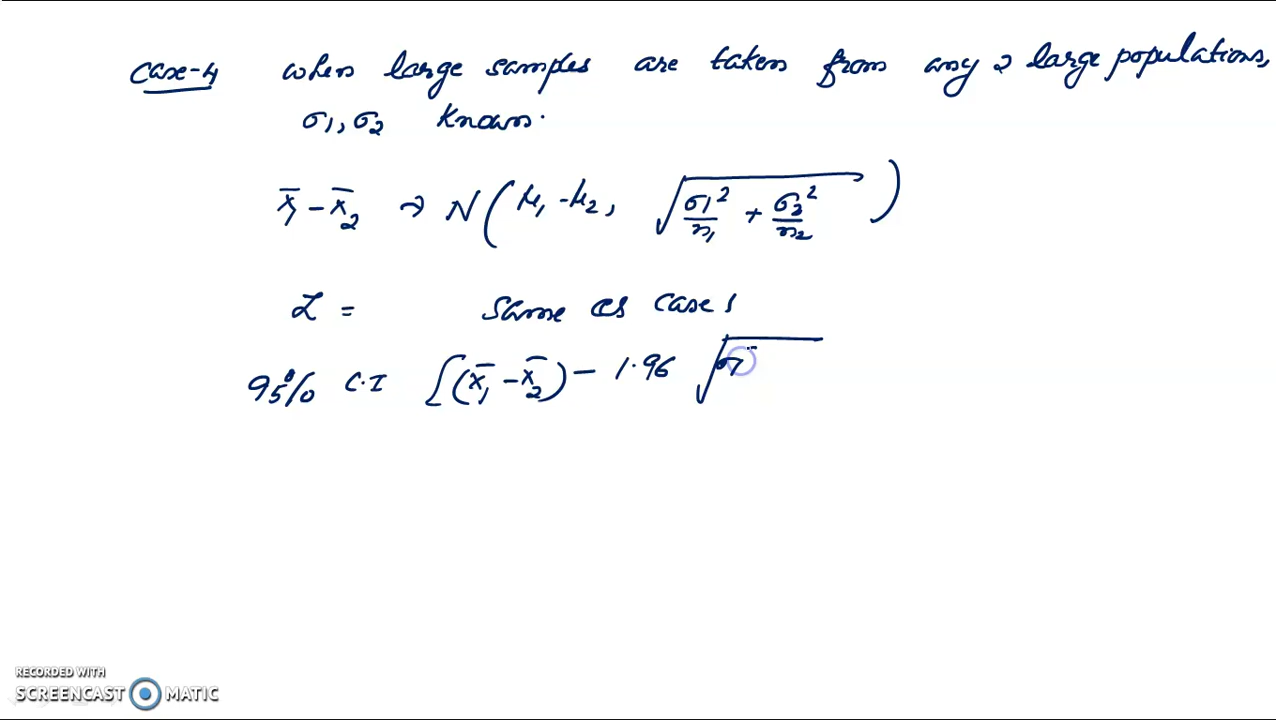 Case-4 when large samples are taken from any 2 large populations,
σ1, σ2 known.
x̄1 - x̄2 → N(μ1 - μ2, √(σ1²/n1 + σ2²/n2))
Z = same as case 1
95% C.I [(x̄1 - x̄2) - 1.96 √σ1
RECORDED WITH
SCREENCAST MATIC